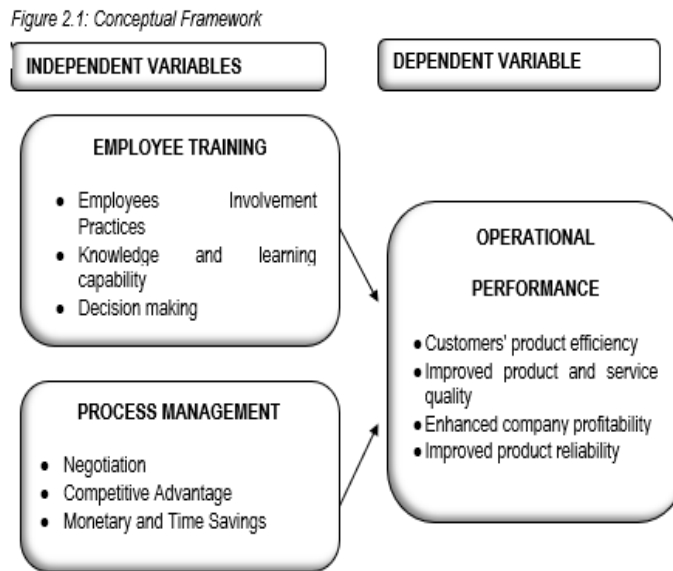 Figure 2.1: Conceptual Framework
INDEPENDENT VARIABLES
DEPENDENT VARIABLE
EMPLOYEE TRAINING
• Employees Involvement
Practices
• Knowledge and learning
capability
• Decision making
PROCESS MANAGEMENT
• Negotiation
• Competitive Advantage
• Monetary and Time Savings
OPERATIONAL
PERFORMANCE
• Customers' product efficiency
• Improved product and service
quality
• Enhanced company profitability
• Improved product reliability